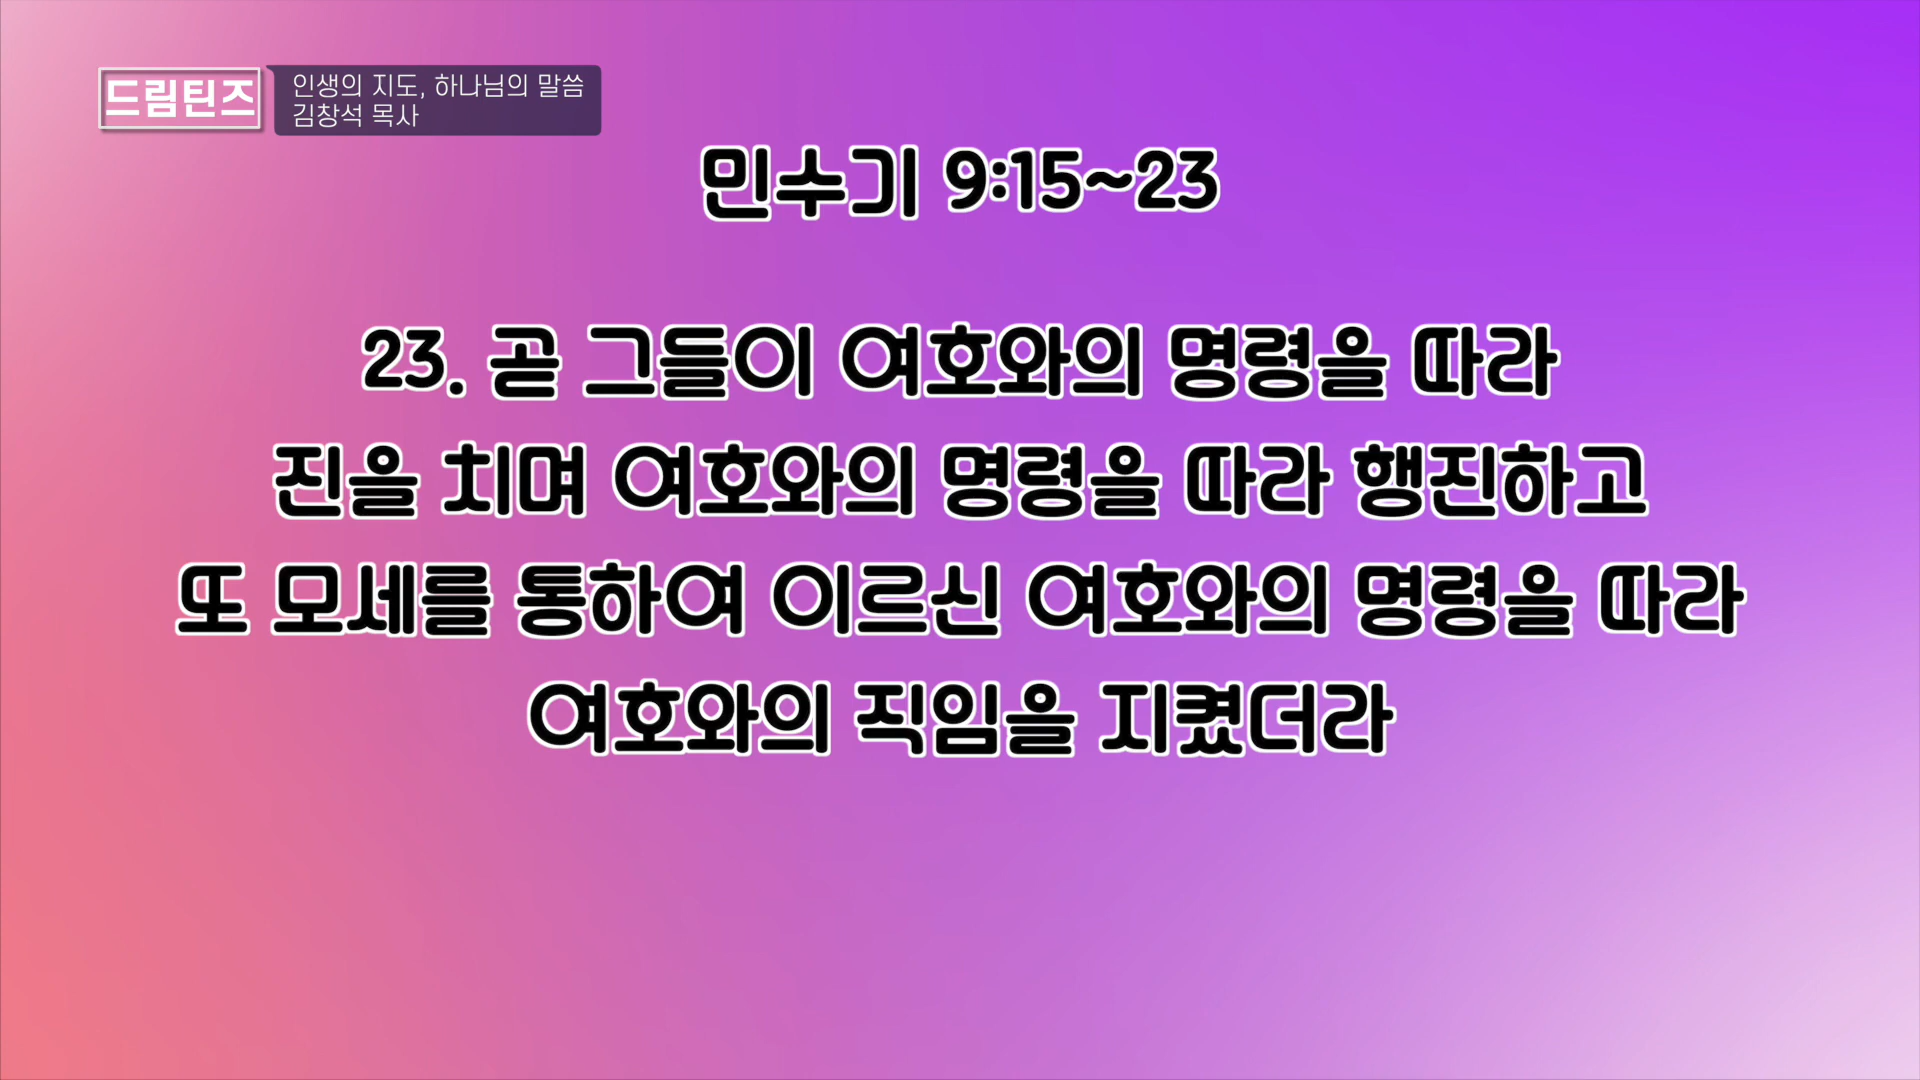 드림틴즈
인생의 지도, 하나님의 말씀
김창석 목사
민수기 9:15~23
23. 곧 그들이 여호와의 명령을 따라
진을 치며 여호와의 명령을 따라 행진하고
또 모세를 통하여 이르신 여호와의 명령을 따라
여호와의 직임을 지켰더라